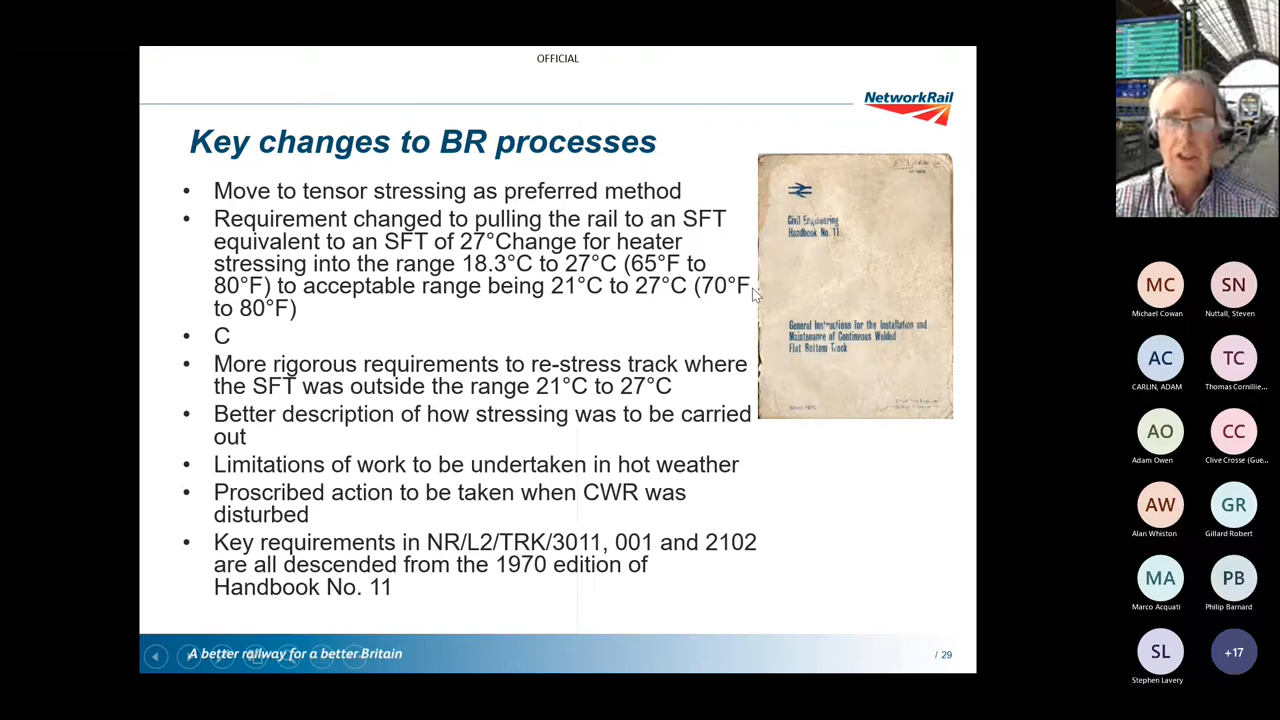 OFFICIAL
NetworkRail
Key changes to BR processes
• Move to tensor stressing as preferred method
• Requirement changed to pulling the rail to an SFT
equivalent to an SFT of 27°Change for heater
stressing into the range 18.3°C to 27°C (65°F to
80°F) to acceptable range being 21°C to 27°C (70°F
to 80°F)
• C
• More rigorous requirements to re-stress track where
the SFT was outside the range 21°C to 27°C
• Better description of how stressing was to be carried
out
• Limitations of work to be undertaken in hot weather
• Proscribed action to be taken when CWR was
disturbed
• Key requirements in NR/L2/TRK/3011, 001 and 2102
are all descended from the 1970 edition of
Handbook No. 11
Civil Engineering
Handbook No. 11
General Instructions for the Installation and
Maintenance of Continuous Welded
Flat Bottom Track
A better railway for a better Britain
/ 29
MC
Michael Cowan
SN
Nuttall, Steven
AC
CARLIN, ADAM
TC
Thomas Cornillie...
AO
Adam Owen
CC
Clive Crosse (Gue...
AW
Alan Whiston
GR
Gillard Robert
MA
Marco Acquati
PB
Philip Barnard
SL
Stephen Lavery
+17